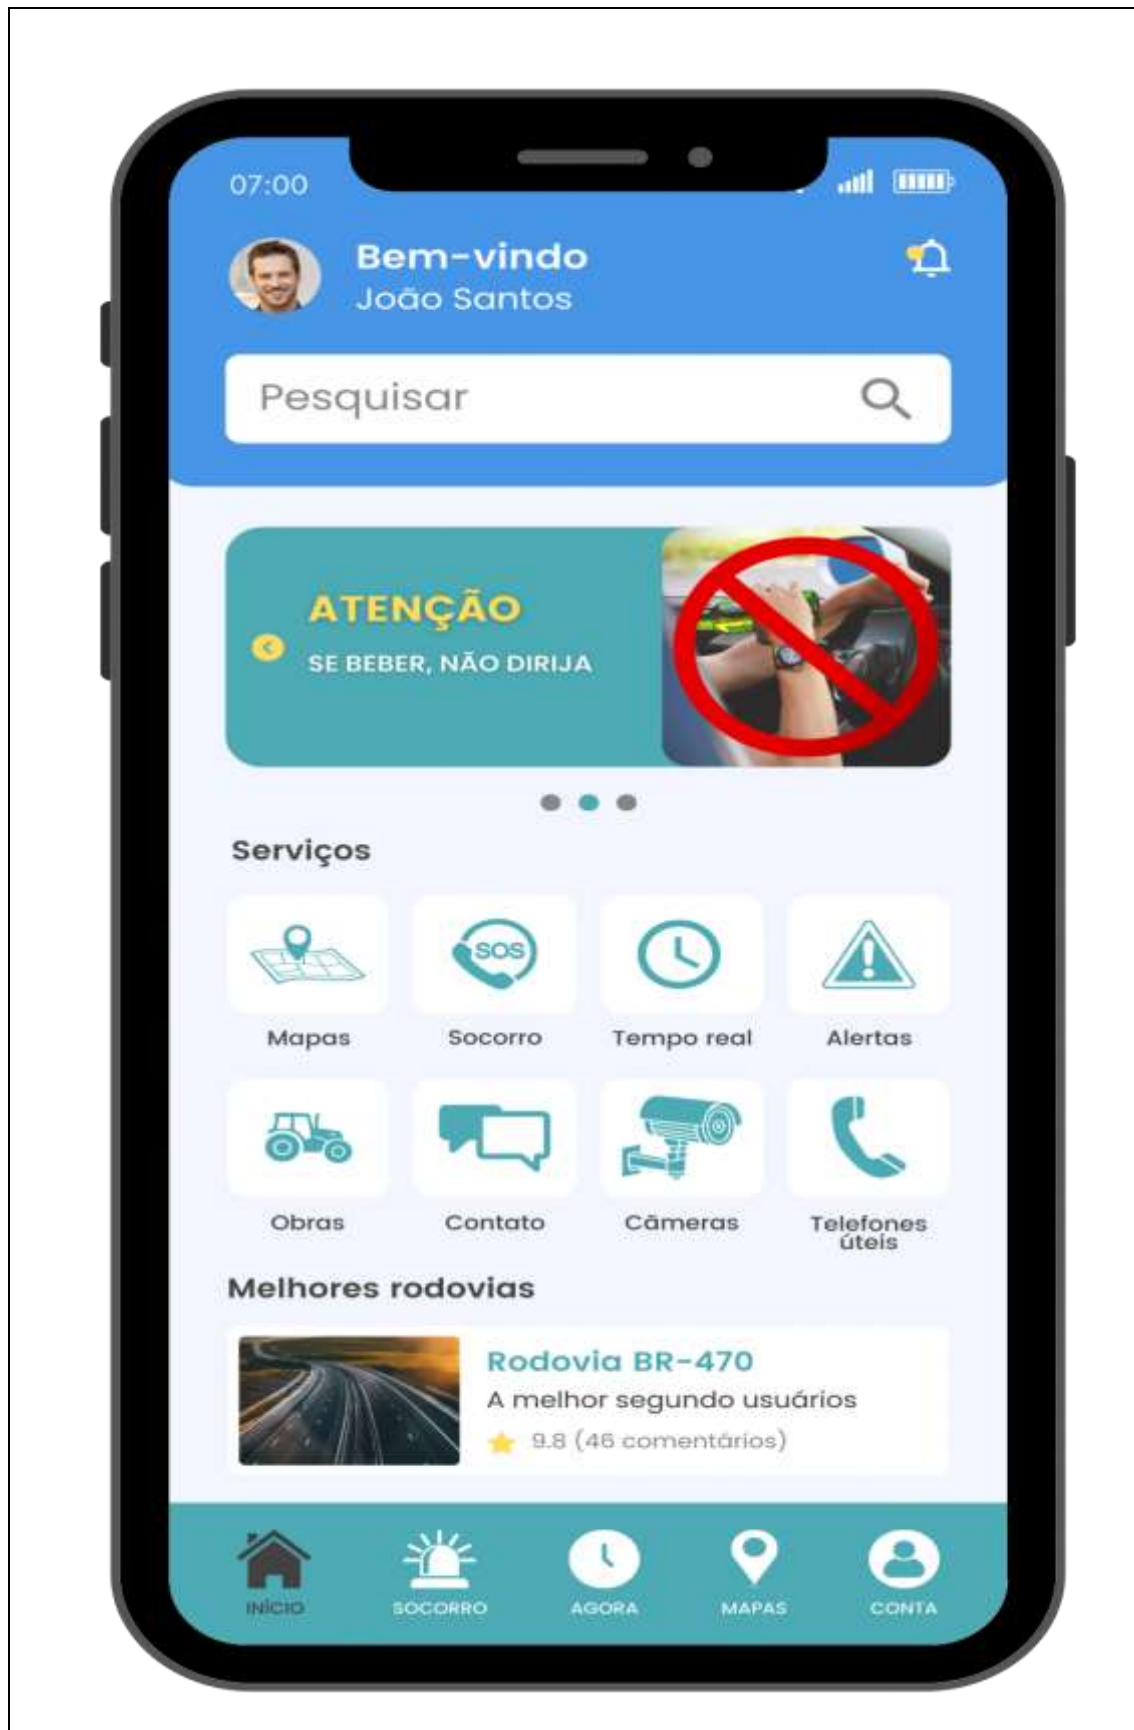 07:00
Bem-vindo
João Santos
Pesquisar
ATENÇÃO
SE BEBER, NÃO DIRIJA
Serviços
SOS
Mapas
Socorro
Tempo real
Alertas
Obras
Contato
Câmeras
Telefones
úteis
Melhores rodovias
Rodovia BR-470
A melhor segundo usuários
9.8 (46 comentários)
INÍCIO
SOCORRO
AGORA
MAPAS
CONTA